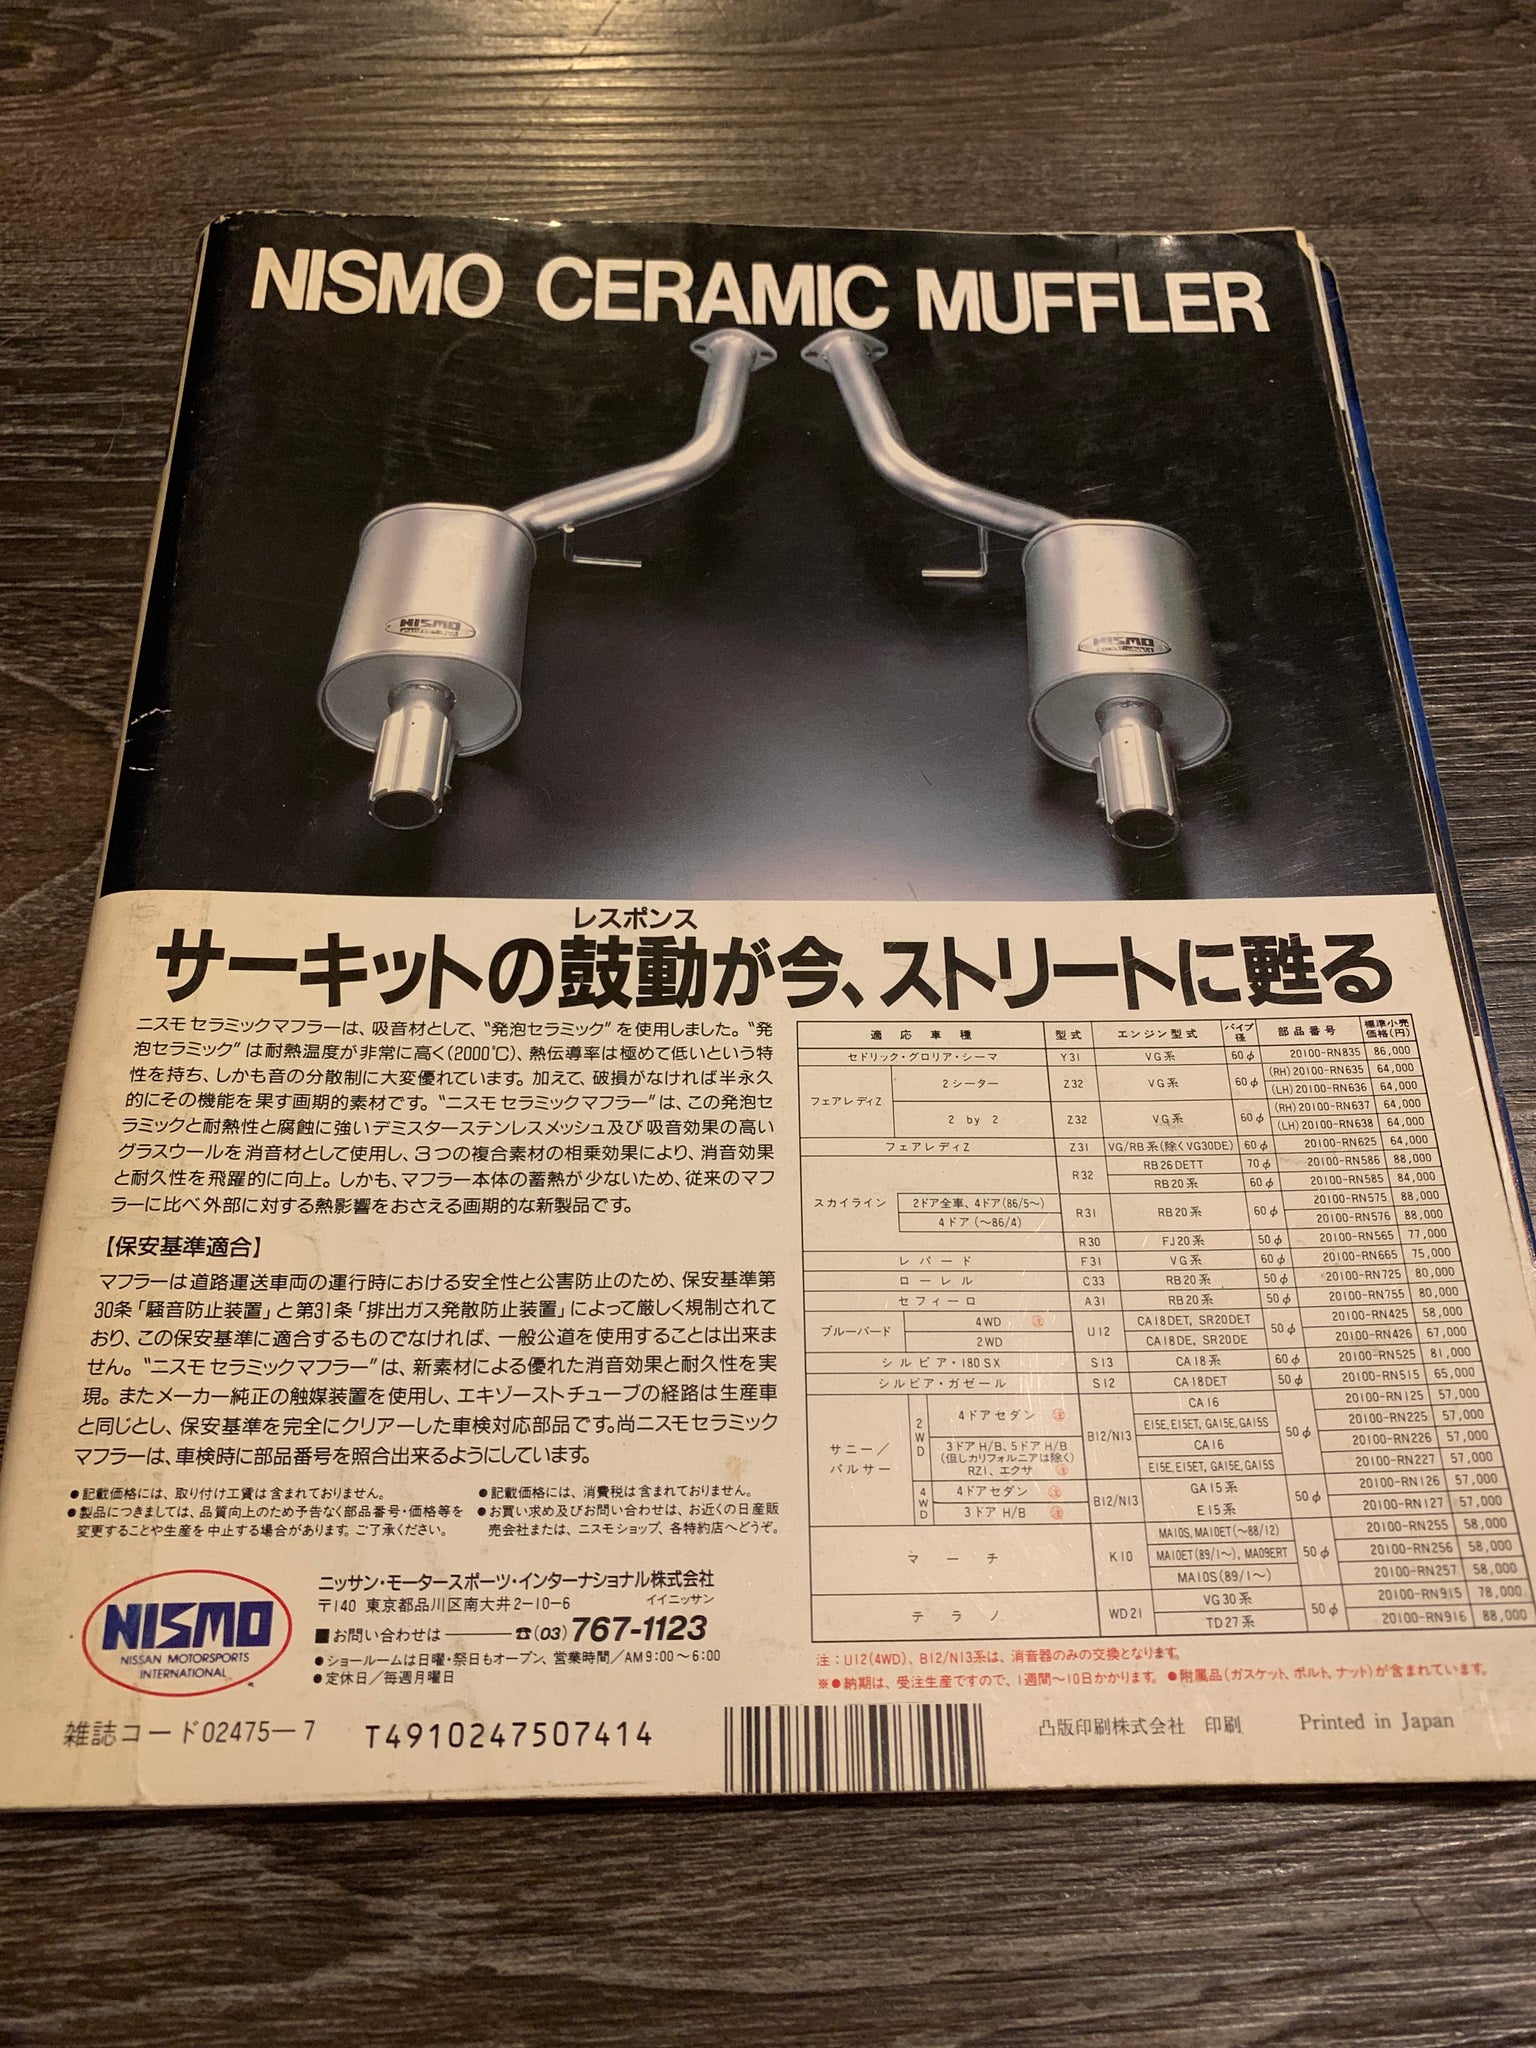 NISMO CERAMIC MUFFLER
NISMO
NISMO
レスポンス
サーキットの鼓動が今、ストリートに甦る
ニスモ セラミックマフラーは、吸音材として、“発泡セラミック”を使用しました。“発
泡セラミック”は耐熱温度が非常に高く(2000℃)、熱伝導率は極めて低いという特
性を持ち、しかも音の分散制に大変優れています。加えて、破損がなければ半永久
的にその機能を果す画期的素材です。“ニスモ セラミックマフラー”は、この発泡セ
ラミックと耐熱性と腐蝕に強いデミスターステンレスメッシュ及び吸音効果の高い
グラスウールを消音材として使用し、3つの複合素材の相乗効果により、消音効果
と耐久性を飛躍的に向上。しかも、マフラー本体の蓄熱が少ないため、従来のマフ
ラーに比べ外部に対する熱影響をおさえる画期的な新製品です。
【保安基準適合】
マフラーは道路運送車両の運行時における安全性と公害防止のため、保安基準第
30条「騒音防止装置」と第31条「排出ガス発散防止装置」によって厳しく規制されて
おり、この保安基準に適合するものでなければ、一般公道を使用することは出来ま
せん。“ニスモ セラミックマフラー”は、新素材による優れた消音効果と耐久性を実
現。またメーカー純正の触媒装置を使用し、エキゾーストチューブの経路は生産車
と同じとし、保安基準を完全にクリアーした車検対応部品です。尚ニスモセラミック
マフラーは、車検時に部品番号を照合出来るようにしています。
●記載価格には、取り付け工賃は含まれておりません。
●製品につきましては、品質向上のため予告なく部品番号・価格等を
変更することや生産を中止する場合があります。ご了承ください。
●記載価格には、消費税は含まれておりません。
●お買い求め及びお問い合わせは、お近くの日産販
売会社または、ニスモショップ、各特約店へどうぞ。
適応車種 型式 エンジン型式 パイプ径 部品番号 標準小売価格(円)
セドリック・グロリア・シーマ Y31 VG系 60φ 20100-RN835 86,000
フェアレディZ 2シーター Z32 VG系 60φ (RH)20100-RN635 64,000
(LH)20100-RN636 64,000
2 by 2 Z32 VG系 60φ (RH)20100-RN637 64,000
(LH)20100-RN638 64,000
フェアレディZ Z31 VG/RB系(除くVG30DE) 60φ 20100-RN625 64,000
スカイライン R32 RB26DETT 70φ 20100-RN586 88,000
RB20系 60φ 20100-RN585 84,000
2ドア全車、4ドア(86/5〜) R31 RB20系 60φ 20100-RN575 88,000
4ドア(〜86/4) 20100-RN576 88,000
R30 FJ20系 50φ 20100-RN565 77,000
レパード F31 VG系 60φ 20100-RN665 75,000
ローレル C33 RB20系 50φ 20100-RN725 80,000
セフィーロ A31 RB20系 50φ 20100-RN755 80,000
ブルーバード 4WD 注 U12 CA18DET, SR20DET 50φ 20100-RN425 58,000
2WD CA18DE, SR20DE 20100-RN426 67,000
シルビア・180SX S13 CA18系 60φ 20100-RN525 81,000
シルビア・ガゼール S12 CA18DET 50φ 20100-RN515 65,000
サニー/パルサー 2WD 4ドアセダン 注 B12/N13 CA16 50φ 20100-RN125 57,000
E15E, E15ET, GA15E, GA15S 20100-RN225 57,000
3ドアH/B、5ドアH/B (但しカリフォルニアは除く) RZ1、エクサ 注 CA16 20100-RN226 57,000
E15E, E15ET, GA15E, GA15S 20100-RN227 57,000
4WD 4ドアセダン 注 B12/N13 GA15系 50φ 20100-RN126 57,000
3ドアH/B 注 E15系 20100-RN127 57,000
マーチ K10 MA10S, MA10ET(〜88/12) 50φ 20100-RN255 58,000
MA10ET(89/1〜), MA09ERT 20100-RN256 58,000
MA10S(89/1〜) 20100-RN257 58,000
テラノ WD21 VG30系 50φ 20100-RN915 78,000
TD27系 20100-RN916 88,000
注：U12(4WD)、B12/N13系は、消音器のみの交換となります。
※●納期は、受注生産ですので、1週間〜10日かかります。●附属品(ガスケット、ボルト、ナット)が含まれています。
NISMO
NISSAN MOTORSPORTS
INTERNATIONAL
ニッサン・モータースポーツ・インターナショナル株式会社
〒140 東京都品川区南大井2-10-6
イイニッサン
■お問い合わせは――☎(03)767-1123
●ショールームは日曜・祭日もオープン、営業時間/AM9:00〜6:00
●定休日/毎週月曜日
雑誌コード02475-7
T4910247507414
凸版印刷株式会社 印刷
Printed in Japan